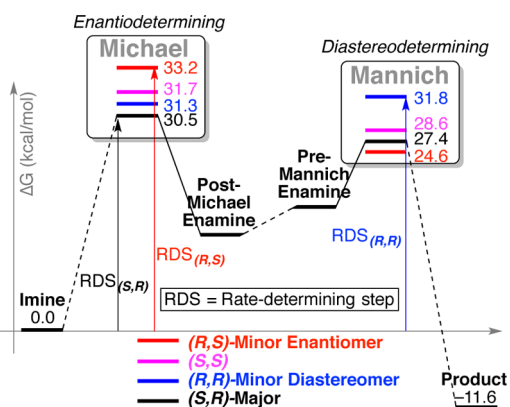 Enantiodetermining
Michael
33.2
31.7
31.3
30.5
Diastereodetermining
Mannich
31.8
28.6
27.4
24.6
ΔG (kcal/mol)
Post-
Michael
Enamine
Pre-
Mannich
Enamine
RDS(R,S)
RDS(R,R)
RDS(S,R)
Imine
0.0
RDS = Rate-determining step
(R,S)-Minor Enantiomer
(S,S)
(R,R)-Minor Diastereomer
(S,R)-Major
Product
–11.6